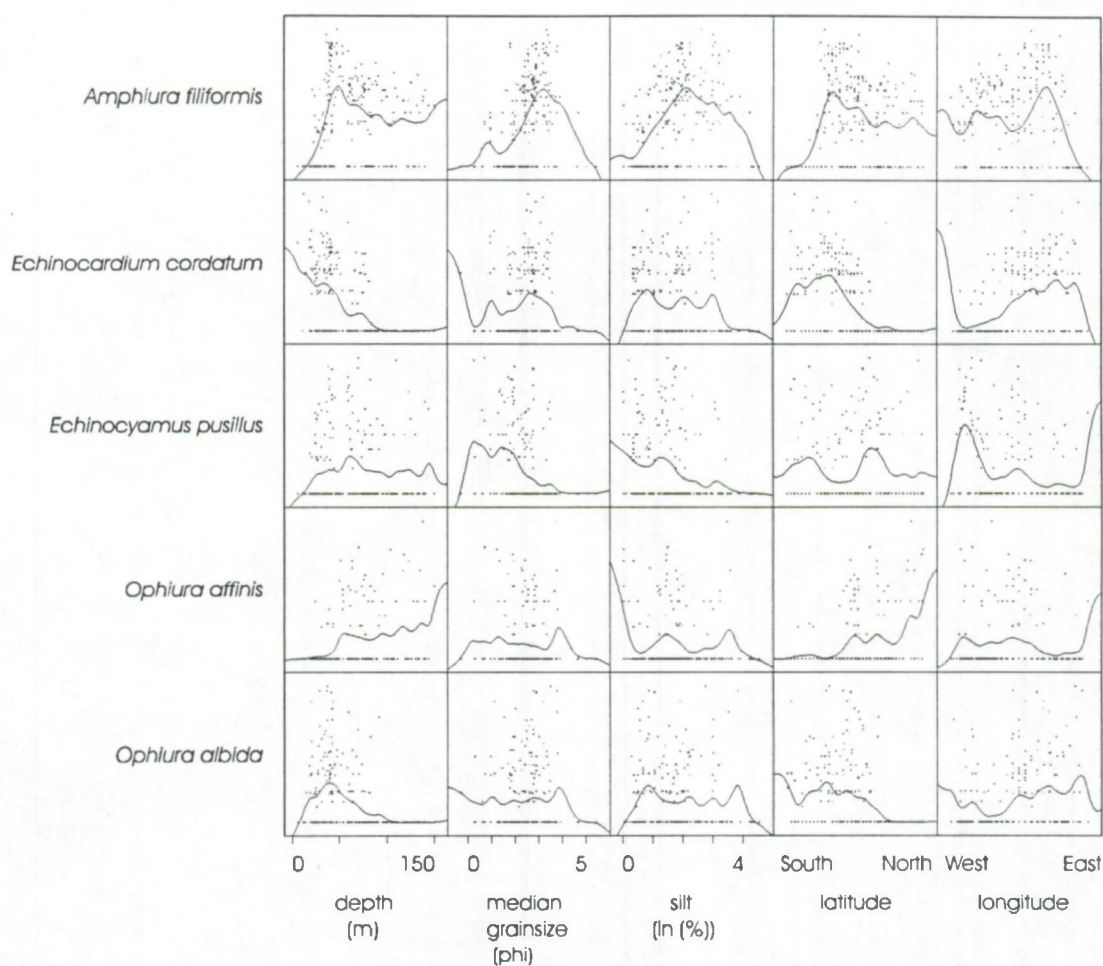 Amphiura filiformis
Echinocardium cordatum
Echinocyamus pusillus
Ophiura affinis
Ophiura albida
0 150 0 5 0 4 South North West East
depth median silt latitude longitude
(m) grainsize (ln (%))
(phi)